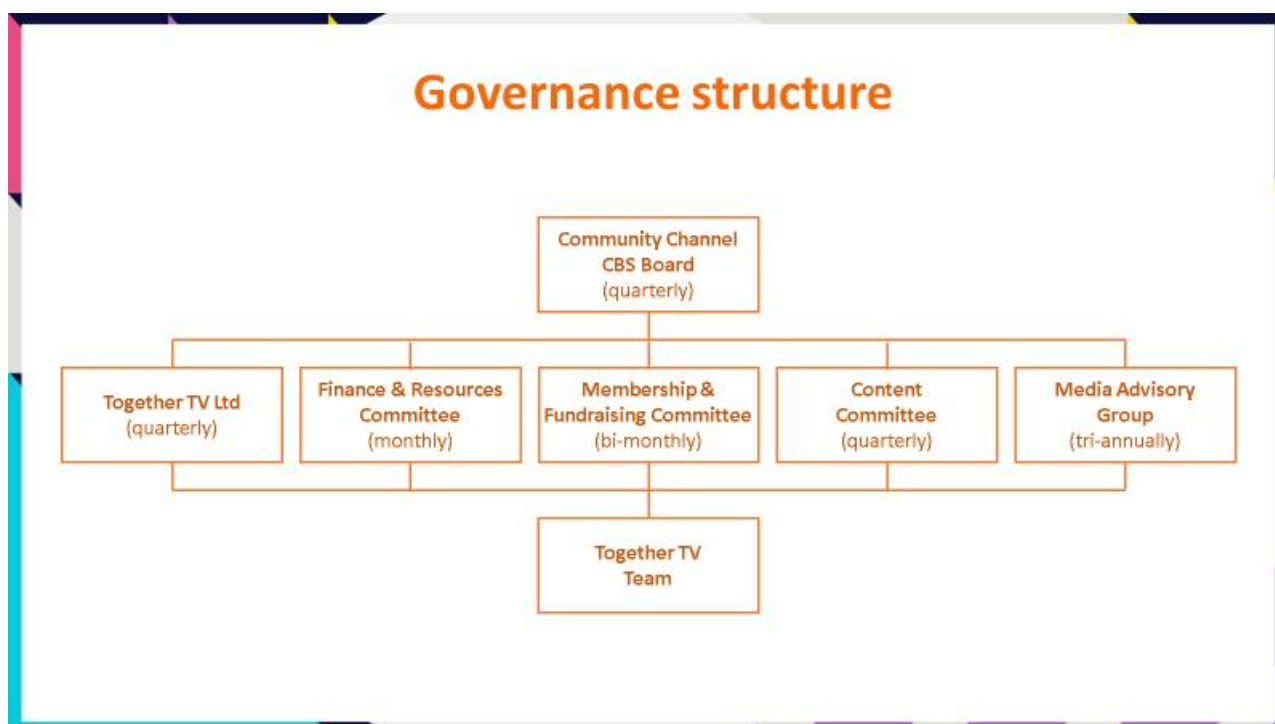 Governance structure
Community Channel
CBS Board
(quarterly)
Together TV Ltd
(quarterly)
Finance & Resources
Committee
(monthly)
Membership &
Fundraising Committee
(bi-monthly)
Content
Committee
(quarterly)
Media Advisory
Group
(tri-annually)
Together TV
Team